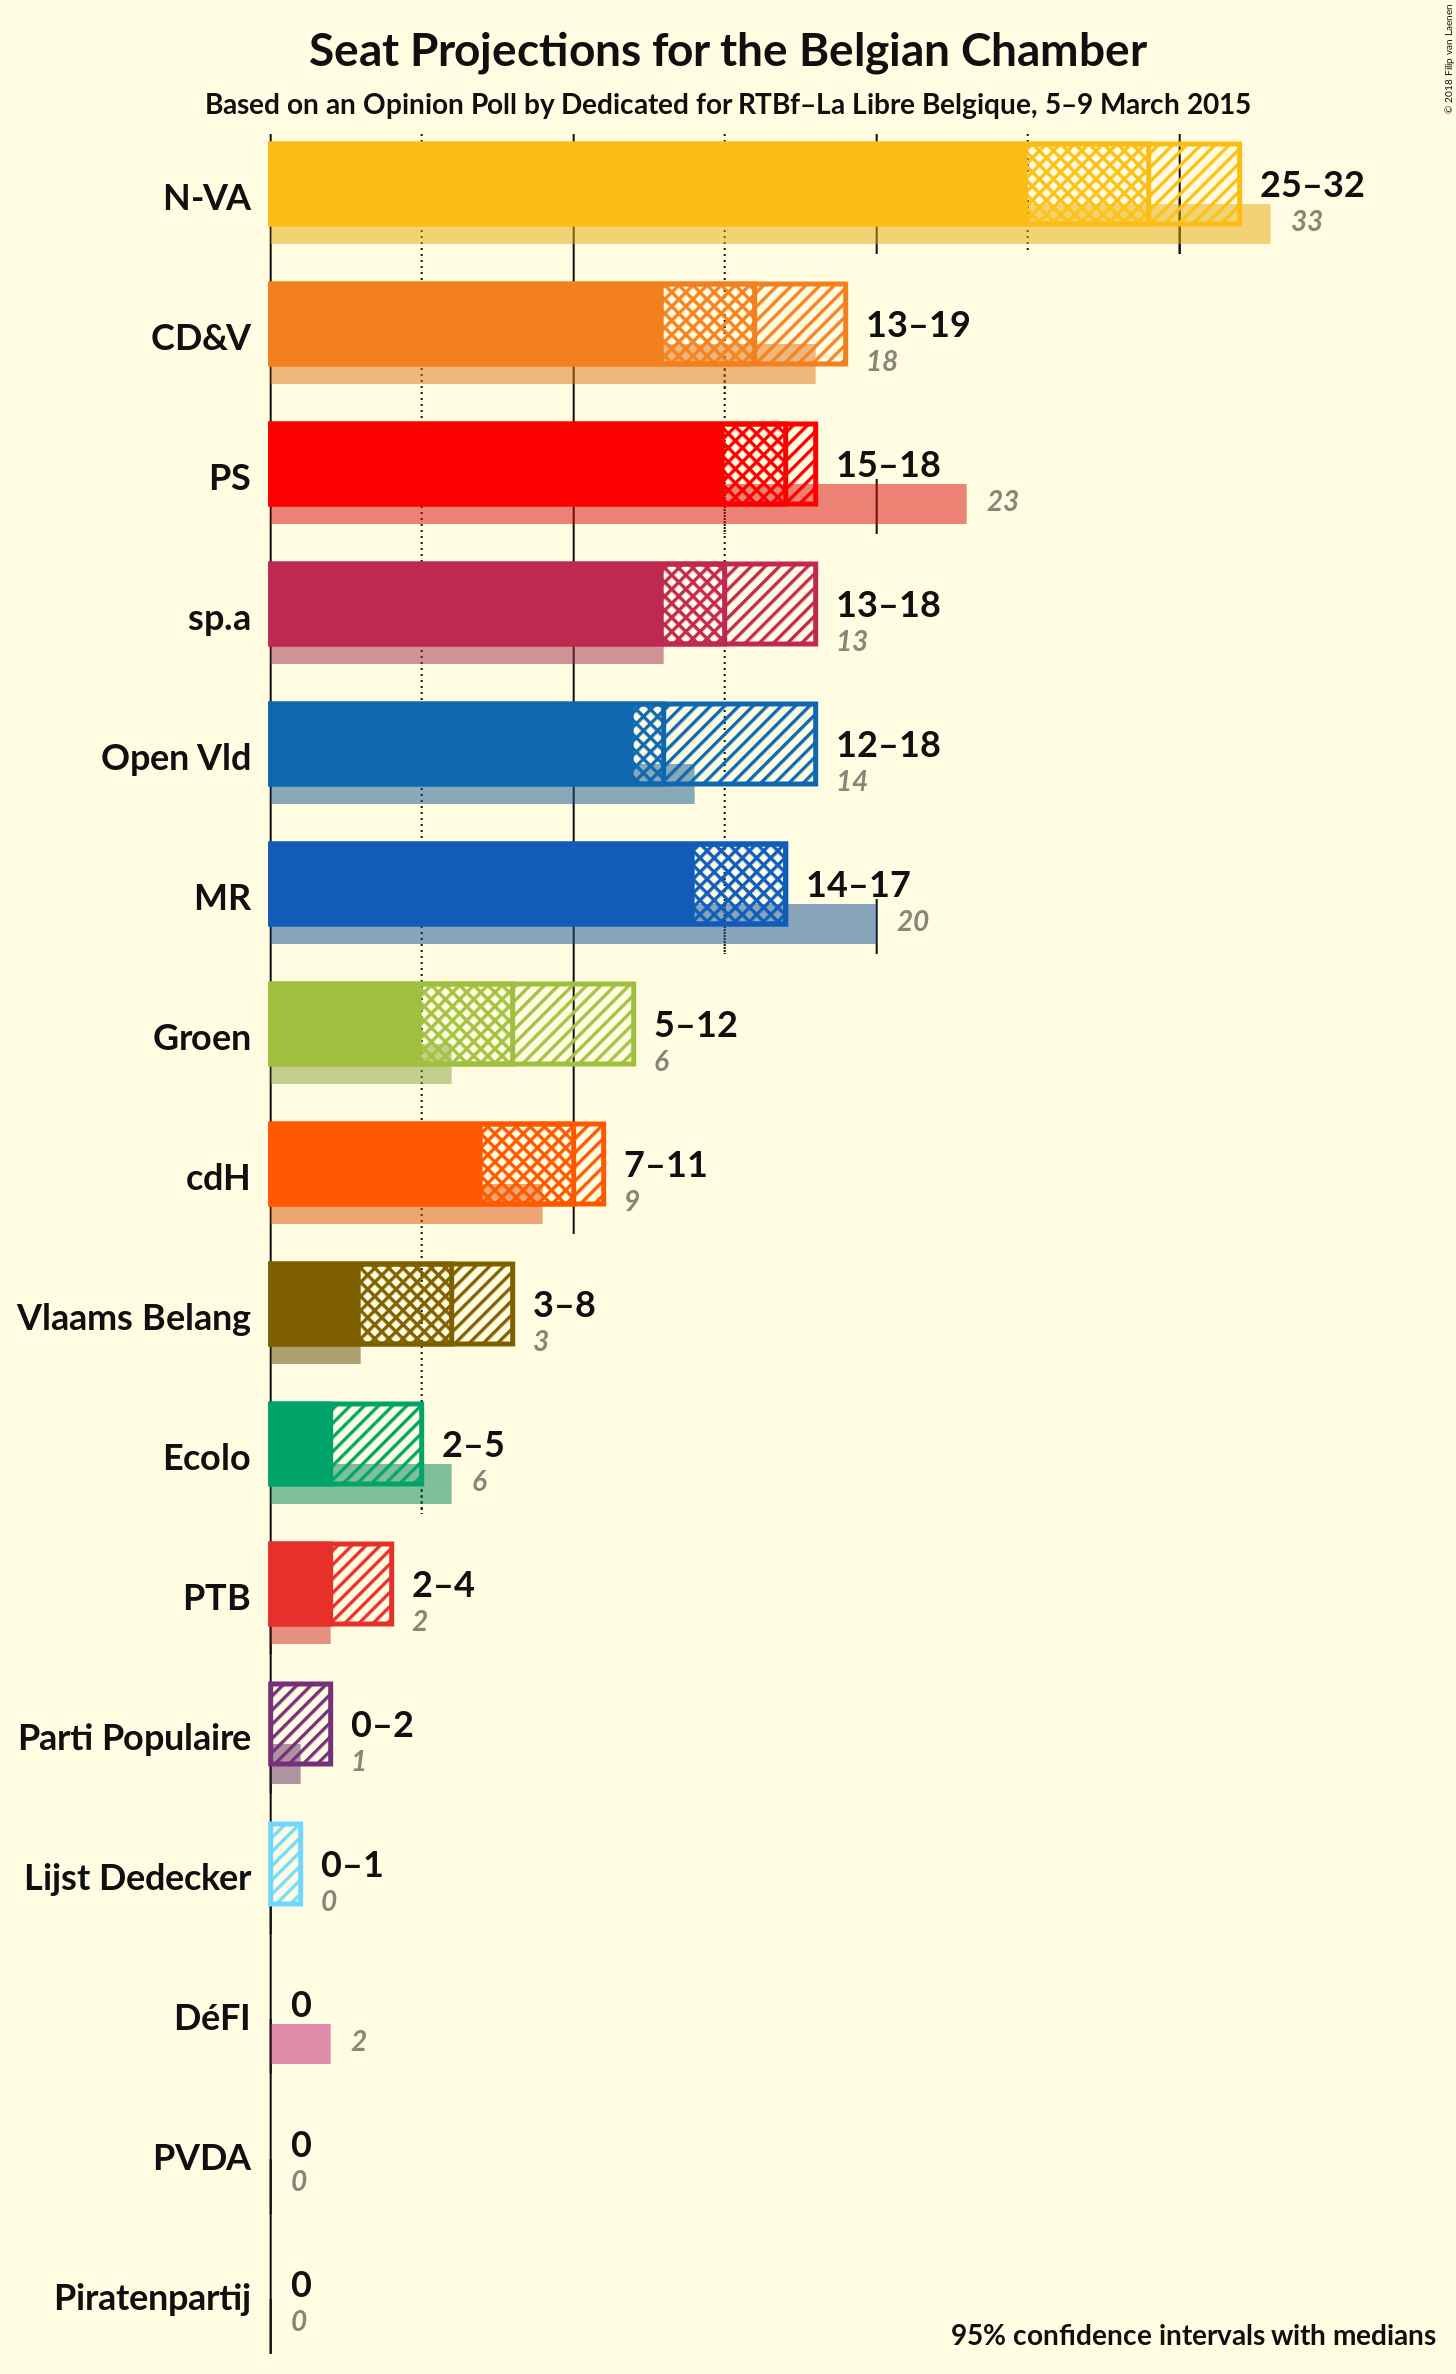 Seat Projections for the Belgian Chamber
Based on an Opinion Poll by Dedicated for RTBf–La Libre Belgique, 5–9 March 2015
© 2018 Filip van Laenen
N-VA
25–32
33
CD&V
13–19
18
PS
15–18
23
sp.a
13–18
13
Open Vld
12–18
14
MR
14–17
20
Groen
5–12
6
cdH
7–11
9
Vlaams Belang
3–8
3
Ecolo
2–5
6
PTB
2–4
2
Parti Populaire
0–2
1
Lijst Dedecker
0–1
0
DéFI
0
2
PVDA
0
0
Piratenpartij
0
0
95% confidence intervals with medians